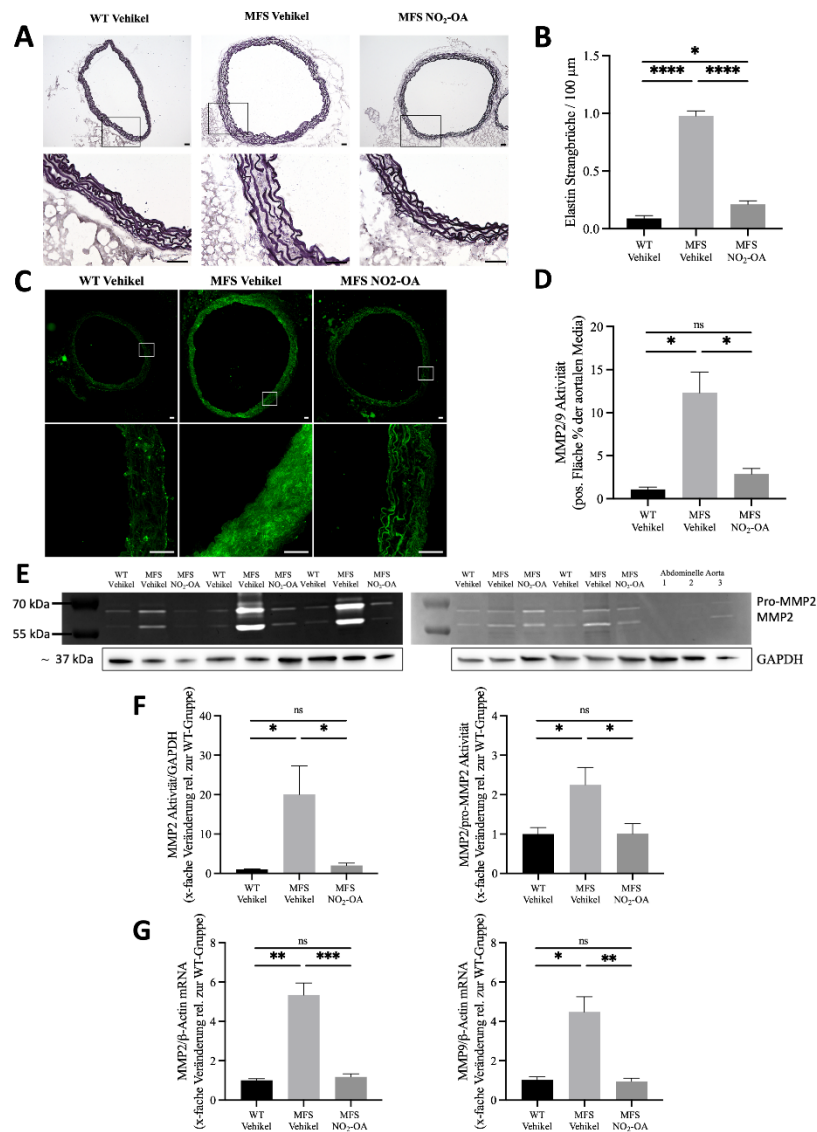 A
WT Vehikel
MFS Vehikel
MFS NO2-OA
B
Elastin Strangbrüche / 100 µm
1.5
1.0
0.5
0.0
*
****
****
WT
Vehikel
MFS
Vehikel
MFS
NO₂-OA
C
WT Vehikel
MFS Vehikel
MFS NO2-OA
D
MMP2/9 Aktivität
(pos. Fläche % der aortalen Media)
20
15
10
5
0
ns
*
*
WT
Vehikel
MFS
Vehikel
MFS
NO₂-OA
E
WT
Vehikel
MFS
Vehikel
MFS
NO₂-OA
WT
Vehikel
MFS
Vehikel
MFS
NO₂-OA
WT
Vehikel
MFS
Vehikel
MFS
NO₂-OA
70 kDa
55 kDa
~ 37 kDa
WT
Vehikel
MFS
Vehikel
MFS
NO₂-OA
WT
Vehikel
MFS
Vehikel
MFS
NO₂-OA
Abdominelle Aorta
1 2 3
Pro-MMP2
MMP2
GAPDH
F
MMP2 Aktivtät/GAPDH
(x-fache Veränderung rel. zur WT-Gruppe)
40
30
20
10
0
ns
*
*
WT
Vehikel
MFS
Vehikel
MFS
NO₂-OA
MMP2/pro-MMP2 Aktivität
(x-fache Veränderung rel. zur WT-Gruppe)
4
3
2
1
0
ns
*
*
WT
Vehikel
MFS
Vehikel
MFS
NO₂-OA
G
MMP2/β-Actin mRNA
(x-fache Veränderung rel. zur WT-Gruppe)
8
6
4
2
0
ns
**
***
WT
Vehikel
MFS
Vehikel
MFS
NO₂-OA
MMP9/β-Actin mRNA
(x-fache Veränderung rel. zur WT-Gruppe)
8
6
4
2
0
ns
*
**
WT
Vehikel
MFS
Vehikel
MFS
NO₂-OA